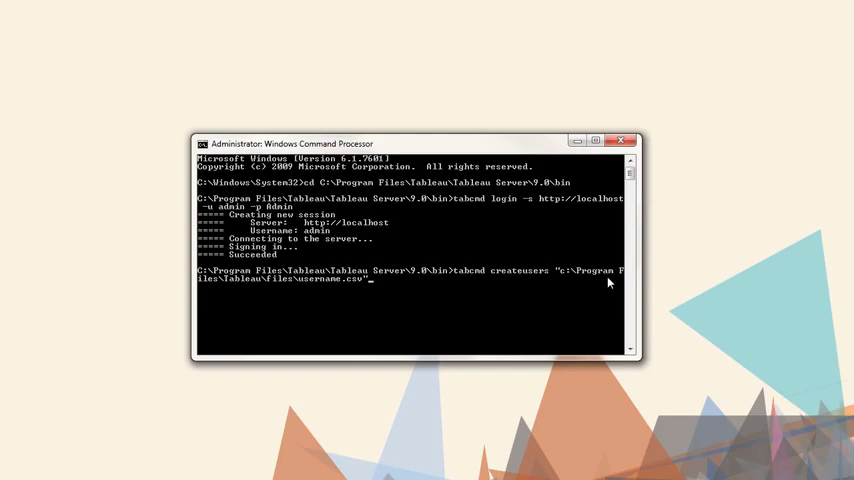 Administrator: Windows Command Processor
Microsoft Windows [Version 6.1.7601]
Copyright (c) 2009 Microsoft Corporation.  All rights reserved.
C:\Windows\System32>cd C:\Program Files\Tableau\Tableau Server\9.0\bin
C:\Program Files\Tableau\Tableau Server\9.0\bin>tabcmd login -s http://localhost
-u admin -p Admin
===== Creating new session
=====     Server:   http://localhost
=====     Username: admin
===== Connecting to the server...
===== Signing in...
===== Succeeded
C:\Program Files\Tableau\Tableau Server\9.0\bin>tabcmd createusers "c:\Program F
iles\Tableau\files\username.csv"_